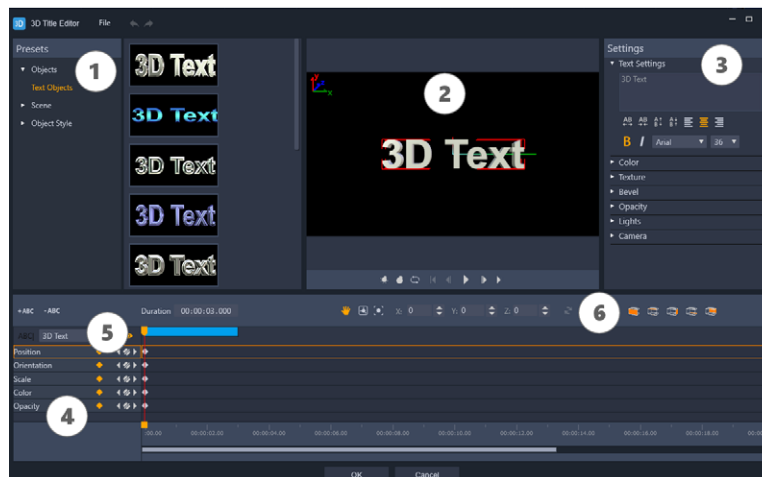 3D 3D Title Editor File
Presets
Objects
Text Objects
Scene
Object Style
1
3D Text
3D Text
3D Text
3D Text
3D Text
2
Y
X
Z
3D Text
Settings
Text Settings
3D Text
3
B I Arial 36
Color
Texture
Bevel
Opacity
Lights
Camera
+ABC -ABC Duration 00:00:03.000 X: 0 Y: 0 Z: 0
6
ABC 3D Text
5
Position
Orientation
Scale
Color
Opacity
4
:00.00 00:00:02.00 00:00:04.00 00:00:06.00 00:00:08.00 00:00:10.00 00:00:12.00 00:00:14.00 00:00:16.00 00:00:18.00
OK Cancel